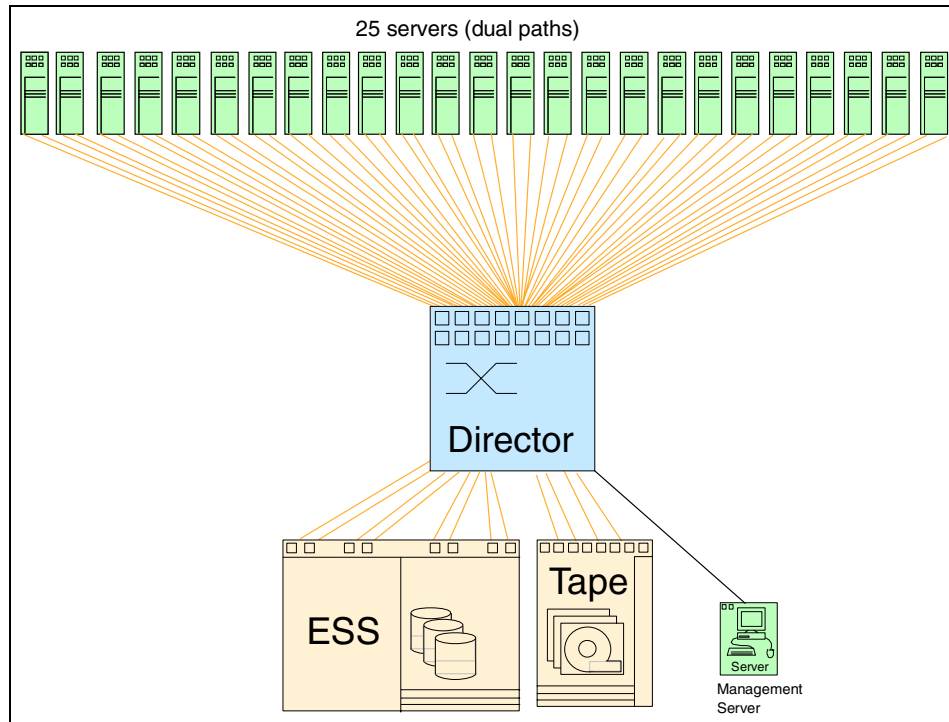 25 servers (dual paths)
Director
ESS
Tape
Server
Management
Server